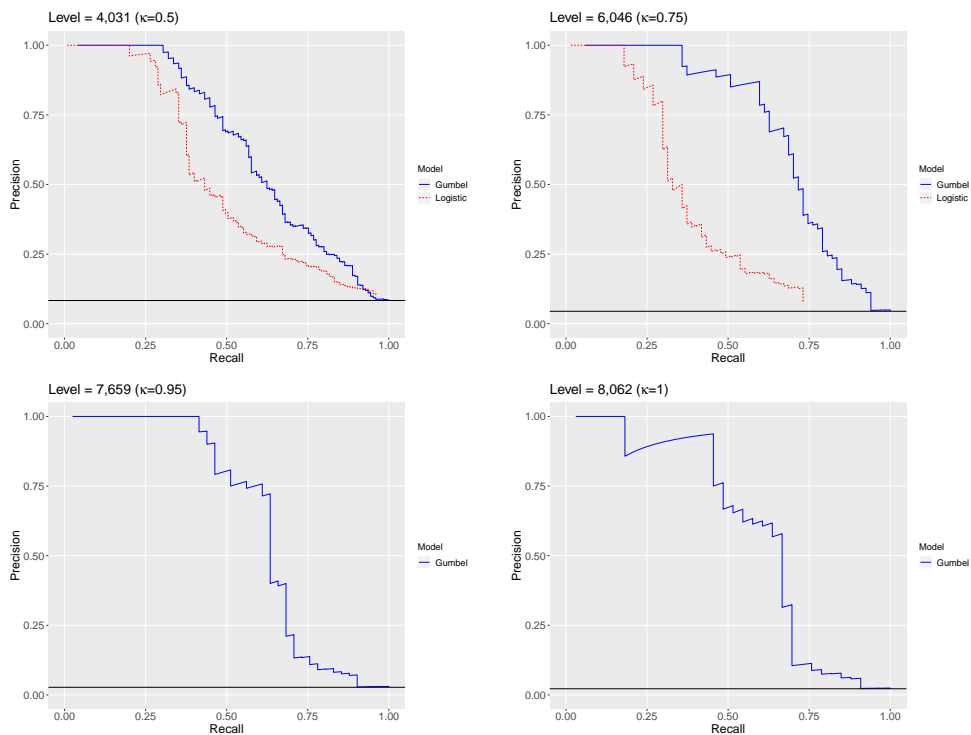 Level = 4,031 (κ=0.5)
1.00
0.75
0.50
0.25
0.00
Precision
0.00 0.25 0.50 0.75 1.00
Recall
Model
Gumbel
Logistic
Level = 6,046 (κ=0.75)
1.00
0.75
0.50
0.25
0.00
Precision
0.00 0.25 0.50 0.75 1.00
Recall
Model
Gumbel
Logistic
Level = 7,659 (κ=0.95)
1.00
0.75
0.50
0.25
0.00
Precision
0.00 0.25 0.50 0.75 1.00
Recall
Model
Gumbel
Level = 8,062 (κ=1)
1.00
0.75
0.50
0.25
0.00
Precision
0.00 0.25 0.50 0.75 1.00
Recall
Model
Gumbel